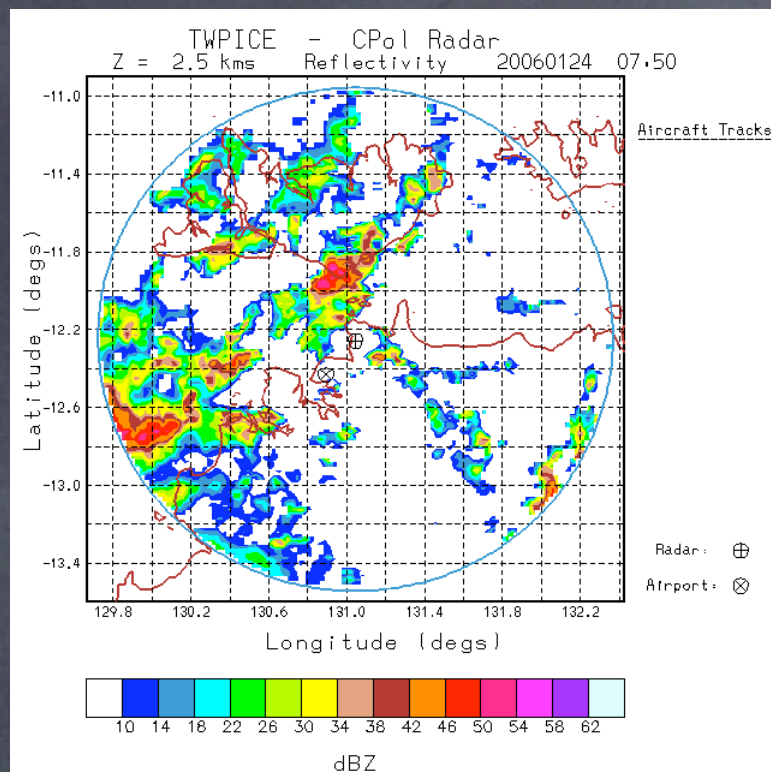 TWPICE - CPol Radar
Z = 2.5 kms Reflectivity 20060124 07:50
Aircraft Tracks
Latitude (degs)
-11.0
-11.4
-11.8
-12.2
-12.6
-13.0
-13.4
Radar:
Airport:
129.8 130.2 130.6 131.0 131.4 131.8 132.2
Longitude (degs)
10 14 18 22 26 30 34 38 42 46 50 54 58 62
dBZ